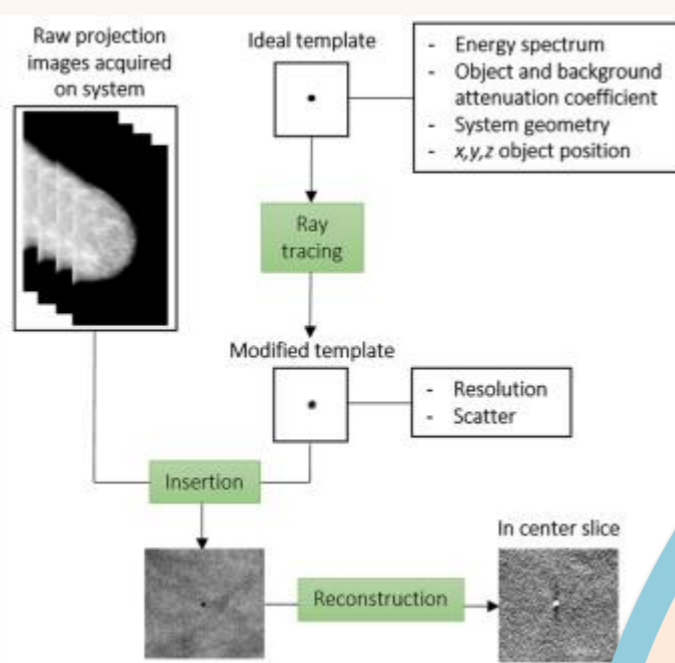 Raw projection
images acquired
on system
Ideal template
- Energy spectrum
- Object and background
attenuation coefficient
- System geometry
- x,y,z object position
Ray
tracing
Modified template
- Resolution
- Scatter
Insertion
In center slice
Reconstruction